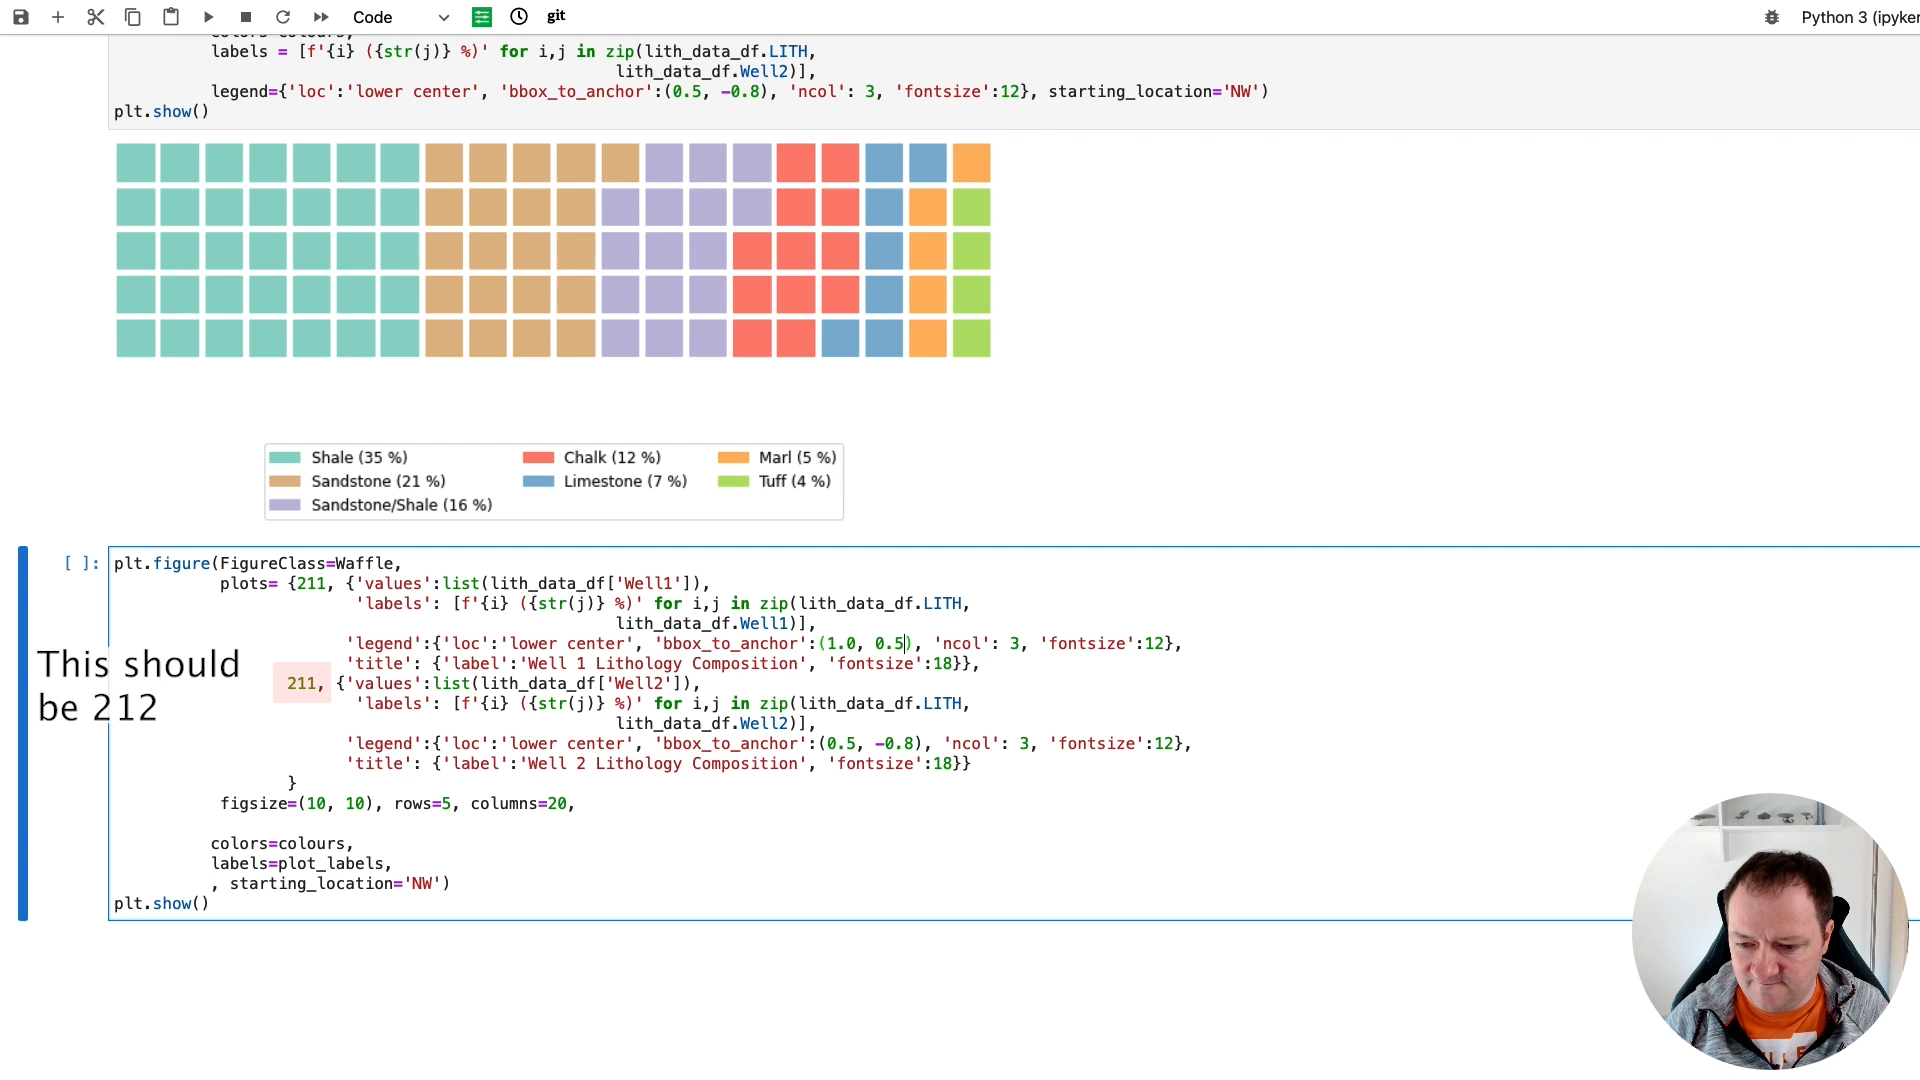 Code
git
Python 3 (ipyker
labels = [f'{i} ({str(j)} %)' for i,j in zip(lith_data_df.LITH,
lith_data_df.Well2)],
legend={'loc':'lower center', 'bbox_to_anchor':(0.5, -0.8), 'ncol': 3, 'fontsize':12}, starting_location='NW')
plt.show()
Shale (35 %)
Chalk (12 %)
Marl (5 %)
Sandstone (21 %)
Limestone (7 %)
Tuff (4 %)
Sandstone/Shale (16 %)
[ ]:
plt.figure(FigureClass=Waffle,
plots= {211, {'values':list(lith_data_df['Well1']),
'labels': [f'{i} ({str(j)} %)' for i,j in zip(lith_data_df.LITH,
lith_data_df.Well1)],
'legend':{'loc':'lower center', 'bbox_to_anchor':(1.0, 0.5), 'ncol': 3, 'fontsize':12},
'title': {'label':'Well 1 Lithology Composition', 'fontsize':18}},
211, {'values':list(lith_data_df['Well2']),
'labels': [f'{i} ({str(j)} %)' for i,j in zip(lith_data_df.LITH,
lith_data_df.Well2)],
'legend':{'loc':'lower center', 'bbox_to_anchor':(0.5, -0.8), 'ncol': 3, 'fontsize':12},
'title': {'label':'Well 2 Lithology Composition', 'fontsize':18}}
}
figsize=(10, 10), rows=5, columns=20,
colors=colours,
labels=plot_labels,
, starting_location='NW')
plt.show()
This should
be 212